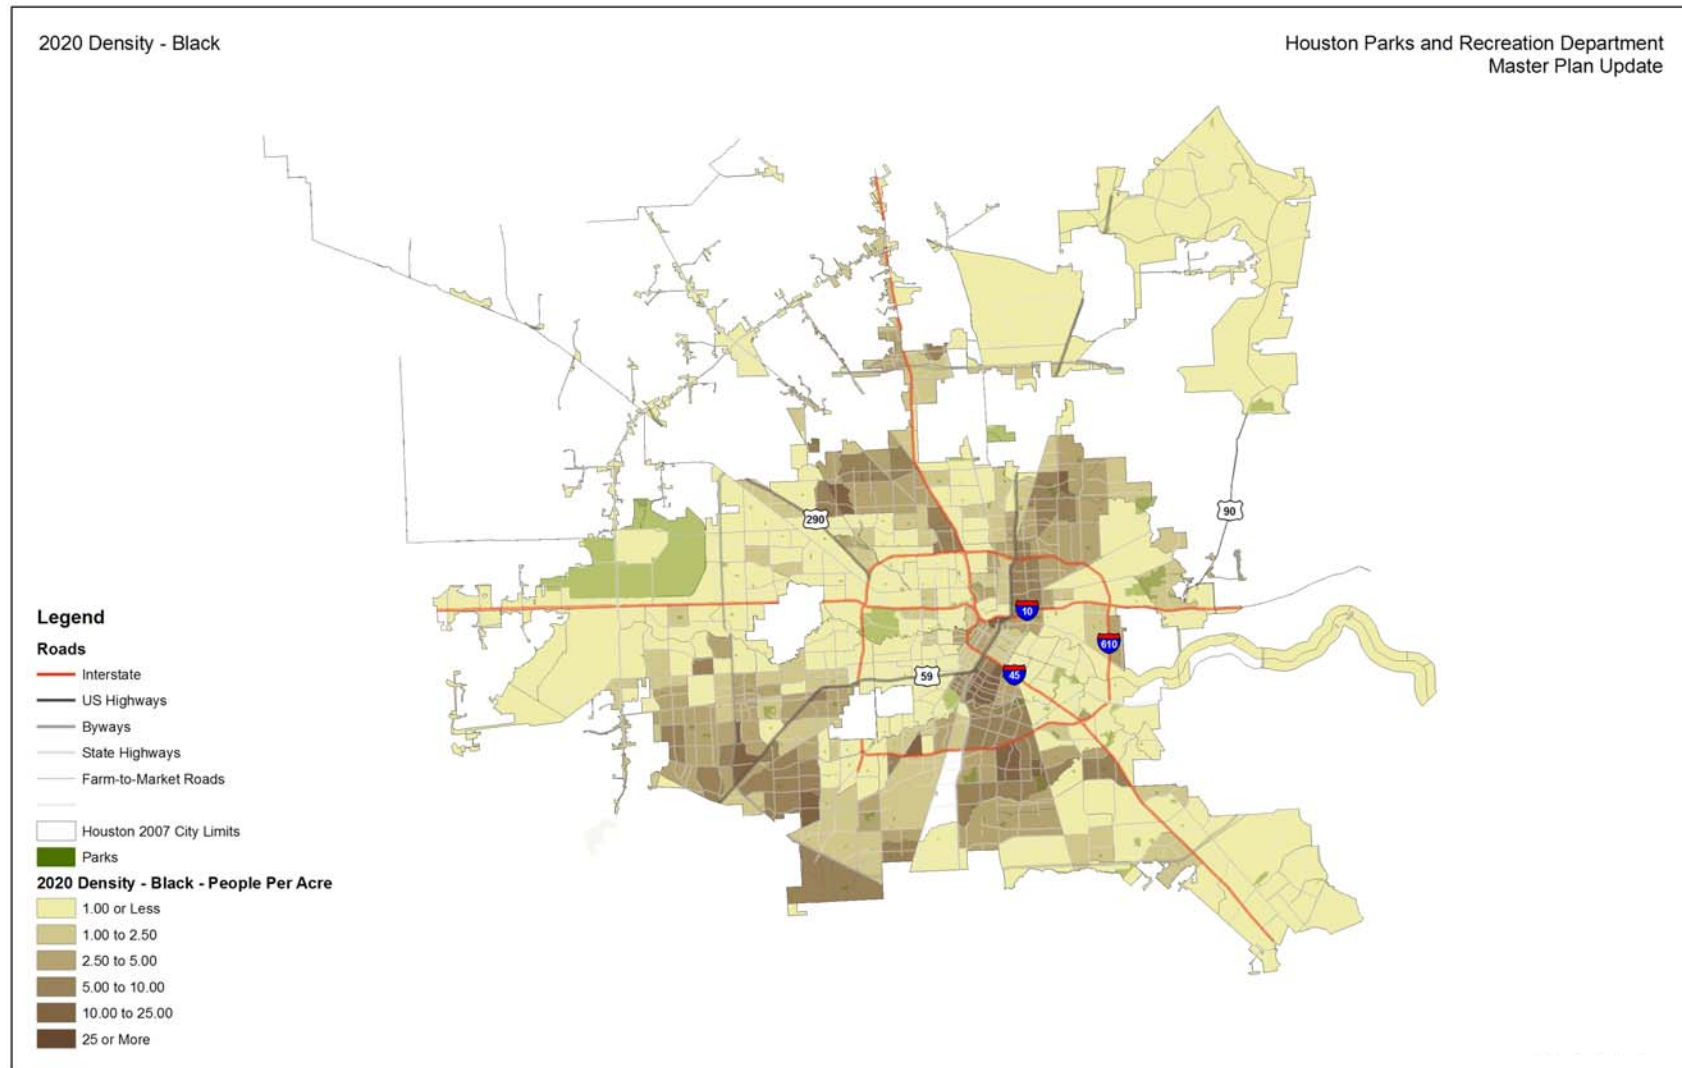 2020 Density - Black
Houston Parks and Recreation Department
Master Plan Update
290
90
10
610
45
59
Legend
Roads
Interstate
US Highways
Byways
State Highways
Farm-to-Market Roads
Houston 2007 City Limits
Parks
2020 Density - Black - People Per Acre
1.00 or Less
1.00 to 2.50
2.50 to 5.00
5.00 to 10.00
10.00 to 25.00
25 or More